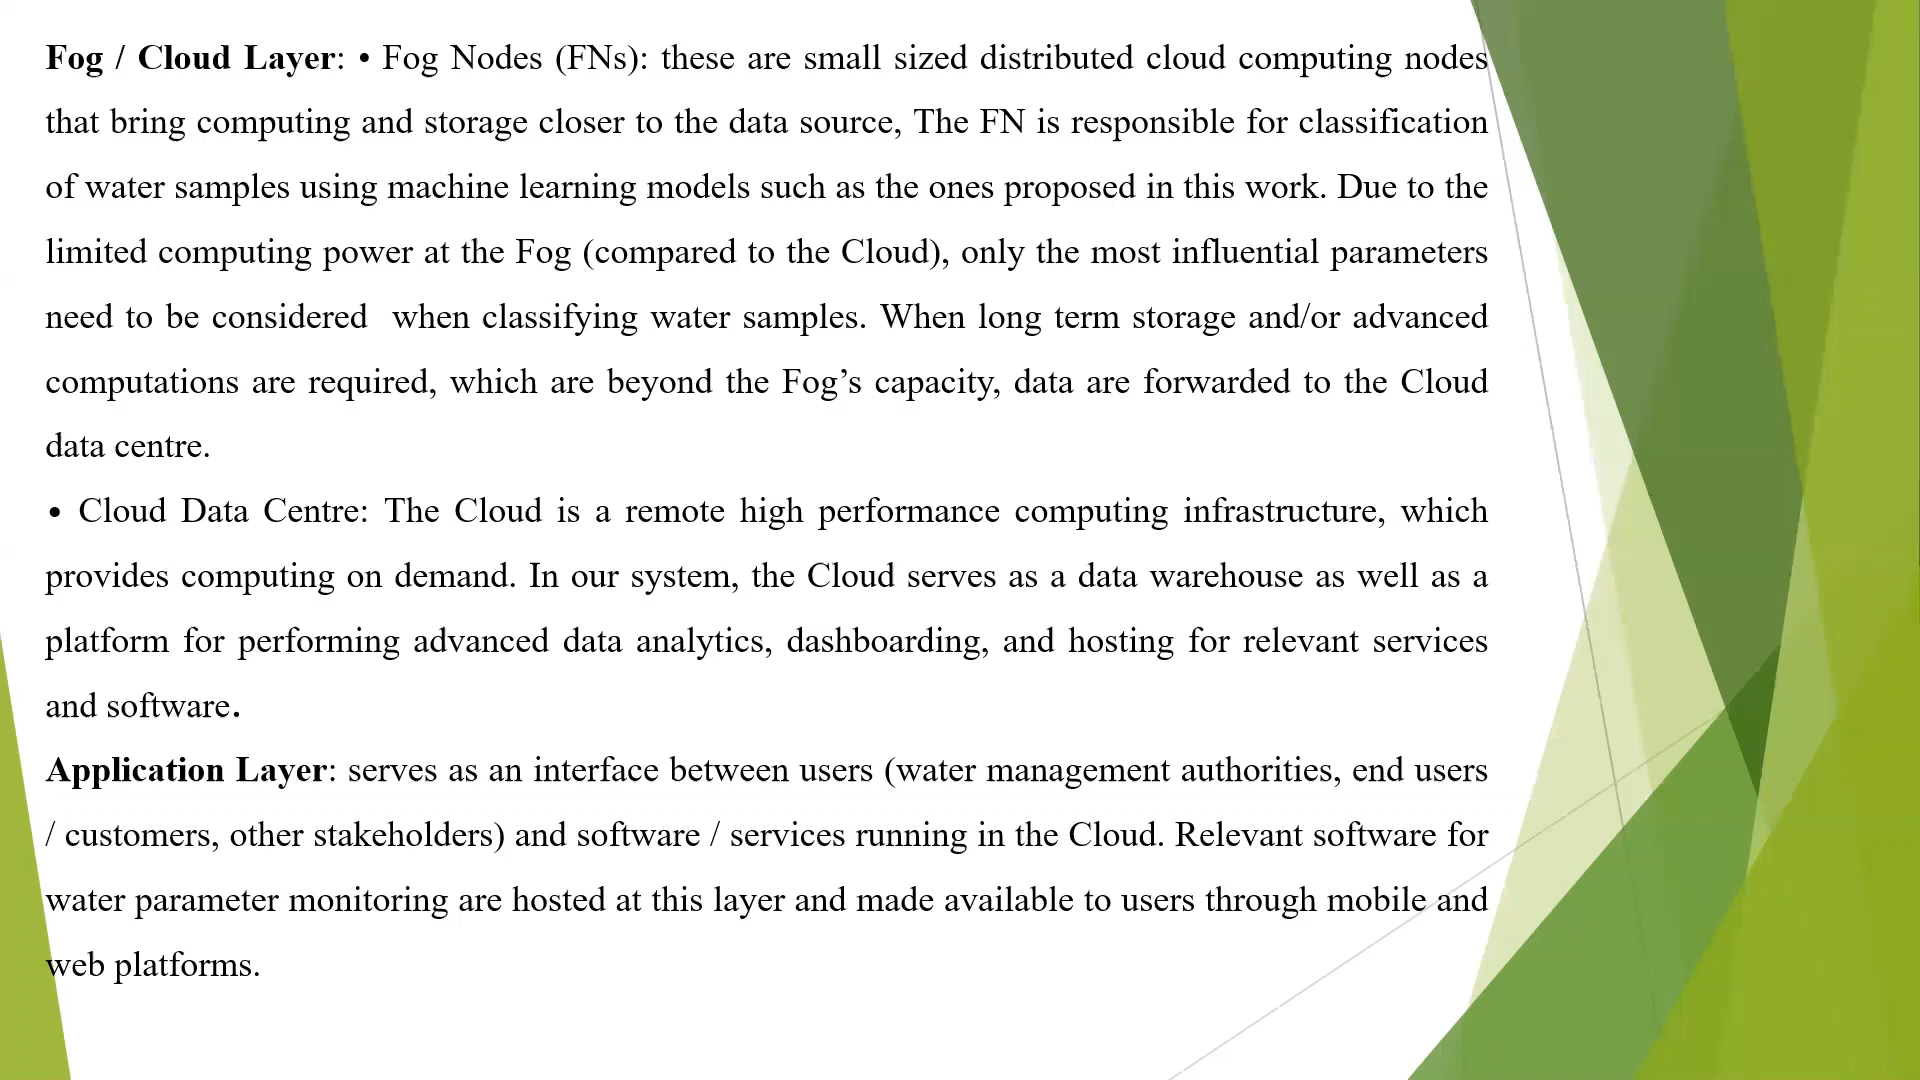 Fog / Cloud Layer: • Fog Nodes (FNs): these are small sized distributed cloud computing nodes
that bring computing and storage closer to the data source, The FN is responsible for classification
of water samples using machine learning models such as the ones proposed in this work. Due to the
limited computing power at the Fog (compared to the Cloud), only the most influential parameters
need to be considered  when classifying water samples. When long term storage and/or advanced
computations are required, which are beyond the Fog’s capacity, data are forwarded to the Cloud
data centre.
• Cloud Data Centre: The Cloud is a remote high performance computing infrastructure, which
provides computing on demand. In our system, the Cloud serves as a data warehouse as well as a
platform for performing advanced data analytics, dashboarding, and hosting for relevant services
and software.
Application Layer: serves as an interface between users (water management authorities, end users
/ customers, other stakeholders) and software / services running in the Cloud. Relevant software for
water parameter monitoring are hosted at this layer and made available to users through mobile and
web platforms.